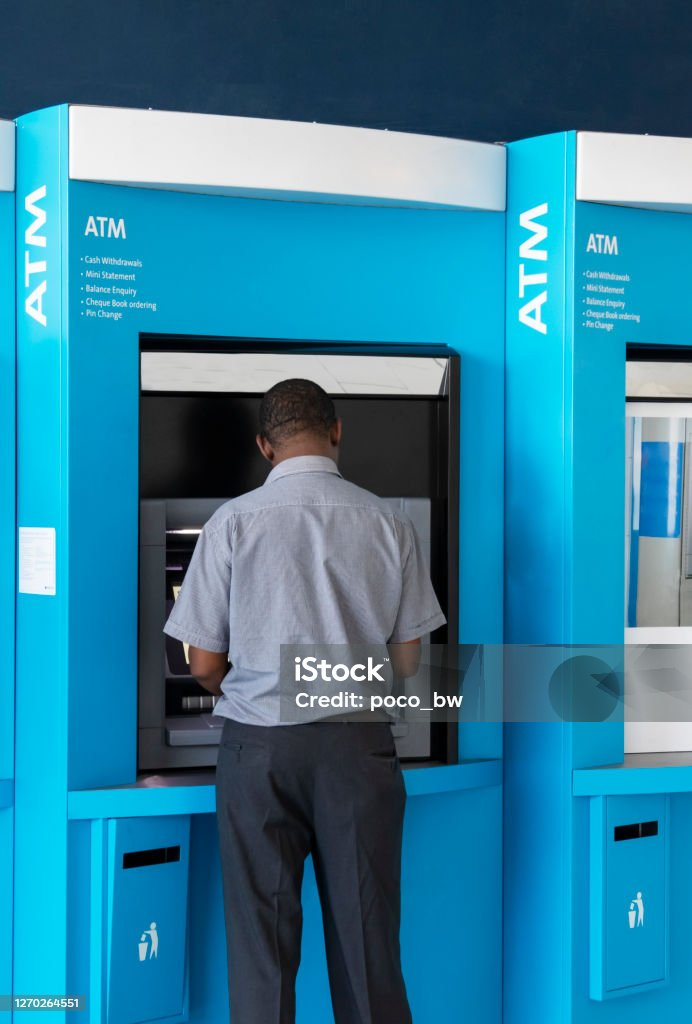 ATM
ATM
• Cash Withdrawals
• Mini Statement
• Balance Enquiry
• Cheque Book ordering
• Pin Change
ATM
ATM
• Cash Withdrawals
• Mini Statement
• Balance Enquiry
• Cheque Book ordering
• Pin Change
iStock™
Credit: poco_bw
1270264551